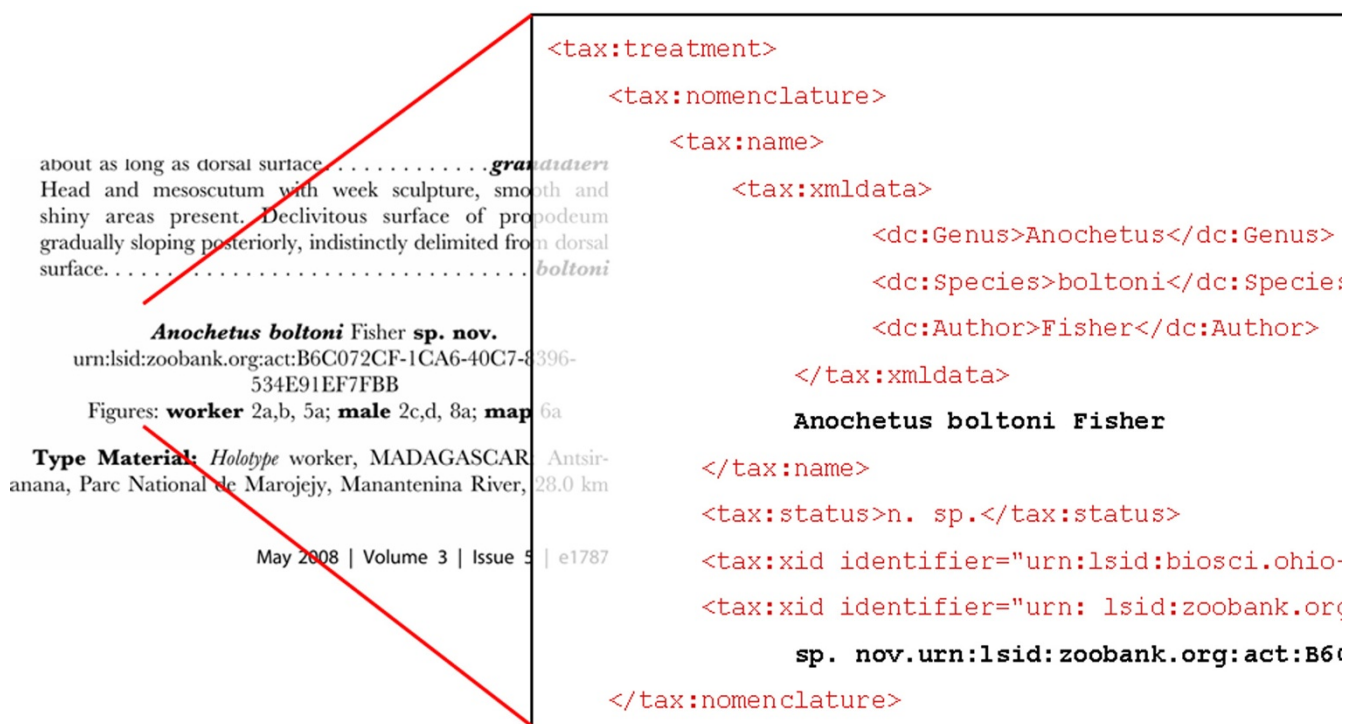 about as long as dorsal surface. . . . . . . . . . . . . grandidieri
Head and mesoscutum with week sculpture, smooth and
shiny areas present. Declivitous surface of propodeum
gradually sloping posteriorly, indistinctly delimited from dorsal
surface. . . . . . . . . . . . . . . . . . . . . . . . . . . . . . . . . boltoni
Anochetus boltoni Fisher sp. nov.
urn:lsid:zoobank.org:act:B6C072CF-1CA6-40C7-8396-
534E91EF7FBB
Figures: worker 2a,b, 5a; male 2c,d, 8a; map 6a
Type Material: Holotype worker, MADAGASCAR: Antsir-
anana, Parc National de Marojejy, Manantenina River, 28.0 km
May 2008 | Volume 3 | Issue 5 | e1787
<tax:treatment>
<tax:nomenclature>
<tax:name>
<tax:xmldata>
<dc:Genus>Anochetus</dc:Genus>
<dc:Species>boltoni</dc:Species
<dc:Author>Fisher</dc:Author>
</tax:xmldata>
Anochetus boltoni Fisher
</tax:name>
<tax:status>n. sp.</tax:status>
<tax:xid identifier="urn:lsid:biosci.ohio-
<tax:xid identifier="urn: lsid:zoobank.org
sp. nov.urn:lsid:zoobank.org:act:B6C
</tax:nomenclature>